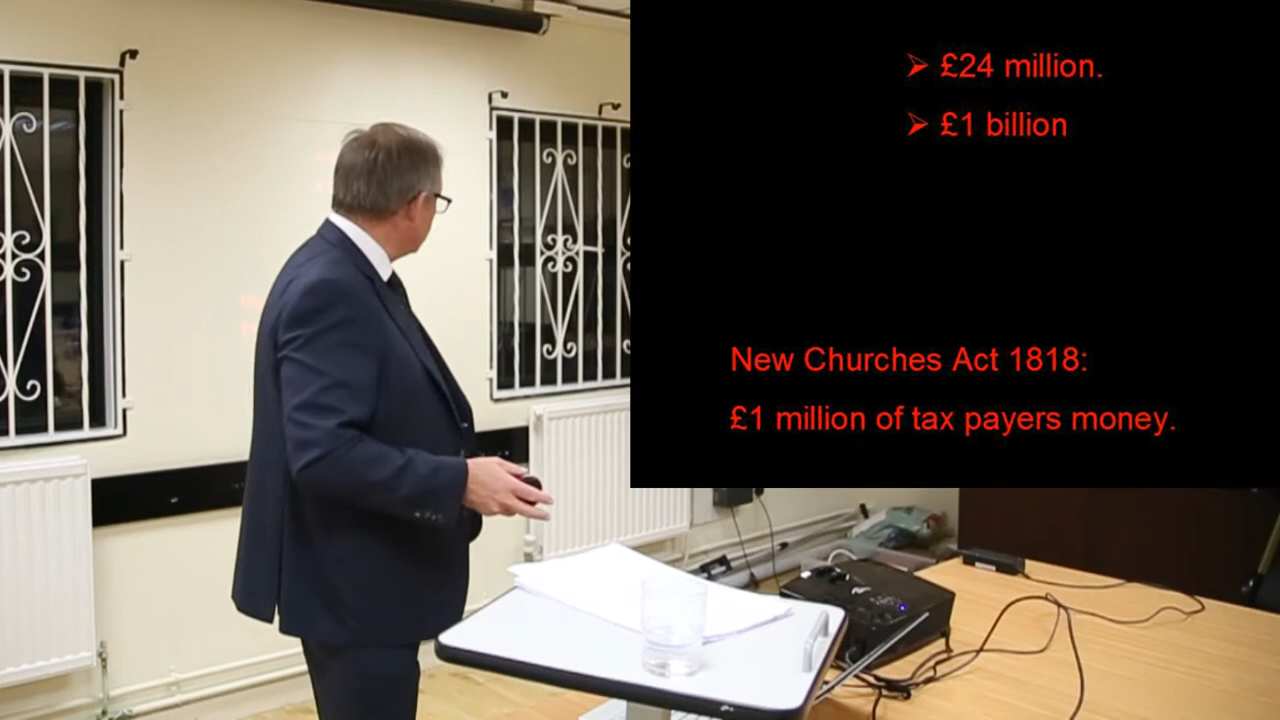 ➢ £24 million.
➢ £1 billion
New Churches Act 1818:
£1 million of tax payers money.